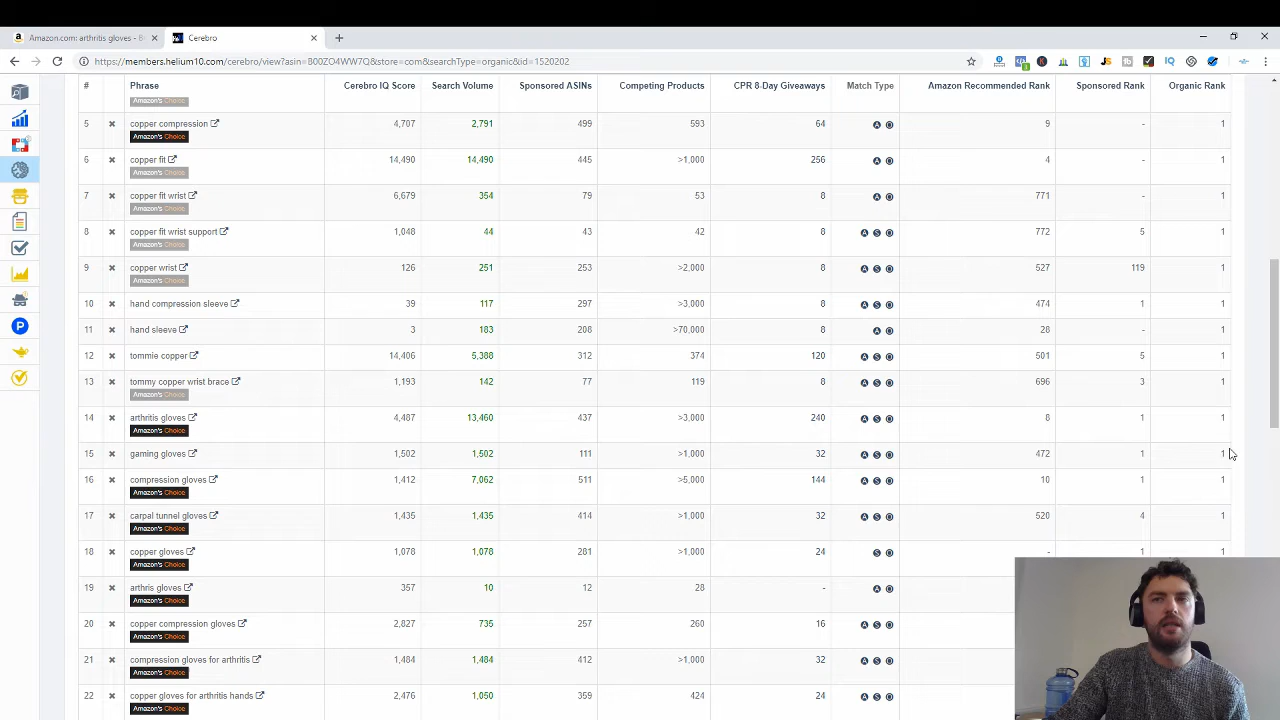 Amazon.com: arthritis gloves - B
Cerebro
https://members.helium10.com/cerebro/view?asin=B00ZO4WW7Q&store=com&searchType=organic&id=1520202
# Phrase Cerebro IQ Score Search Volume Sponsored ASINs Competing Products CPR 8-Day Giveaways Match Type Amazon Recommended Rank Sponsored Rank Organic Rank
Amazon's Choice
5 copper compression 4,707 2,791 499 593 64 9 - 1
Amazon's Choice
6 copper fit 445 >1,000 256 - 1
Amazon's Choice
7 copper fit wrist 6,679 354 79 53 8 771 - 1
Amazon's Choice
8 copper fit wrist support 1,048 44 43 42 8 772 5 1
Amazon's Choice
9 copper wrist 126 251 253 >2,000 8 527 119 1
Amazon's Choice
10 hand compression sleeve 39 117 297 >3,000 8 474 1 1
11 hand sleeve 3 183 208 >70,000 8 28 - 1
12 tommie copper 312 374 120 501 5 1
13 tommy copper wrist brace 1,193 142 77 119 8 696 3 1
Amazon's Choice
14 arthritis gloves 4,487 13,460 437 >3,000 240 8 1 1
Amazon's Choice
15 gaming gloves 1,502 1,502 111 >1,000 32 472 1 1
16 compression gloves 1,412 7,062 511 >5,000 144 10 1 1
Amazon's Choice
17 carpal tunnel gloves 1,435 1,435 414 >1,000 32 520 4 1
Amazon's Choice
18 copper gloves 1,078 1,078 281 >1,000 24 - 1 1
Amazon's Choice
19 arthris gloves 357 10 12 28 -
Amazon's Choice
20 copper compression gloves 2,827 735 257 260 16
Amazon's Choice
21 compression gloves for arthritis 1,484 1,484 412 >1,000 32
Amazon's Choice
22 copper gloves for arthritis hands 2,476 1,050 369 424 24
Amazon's Choice